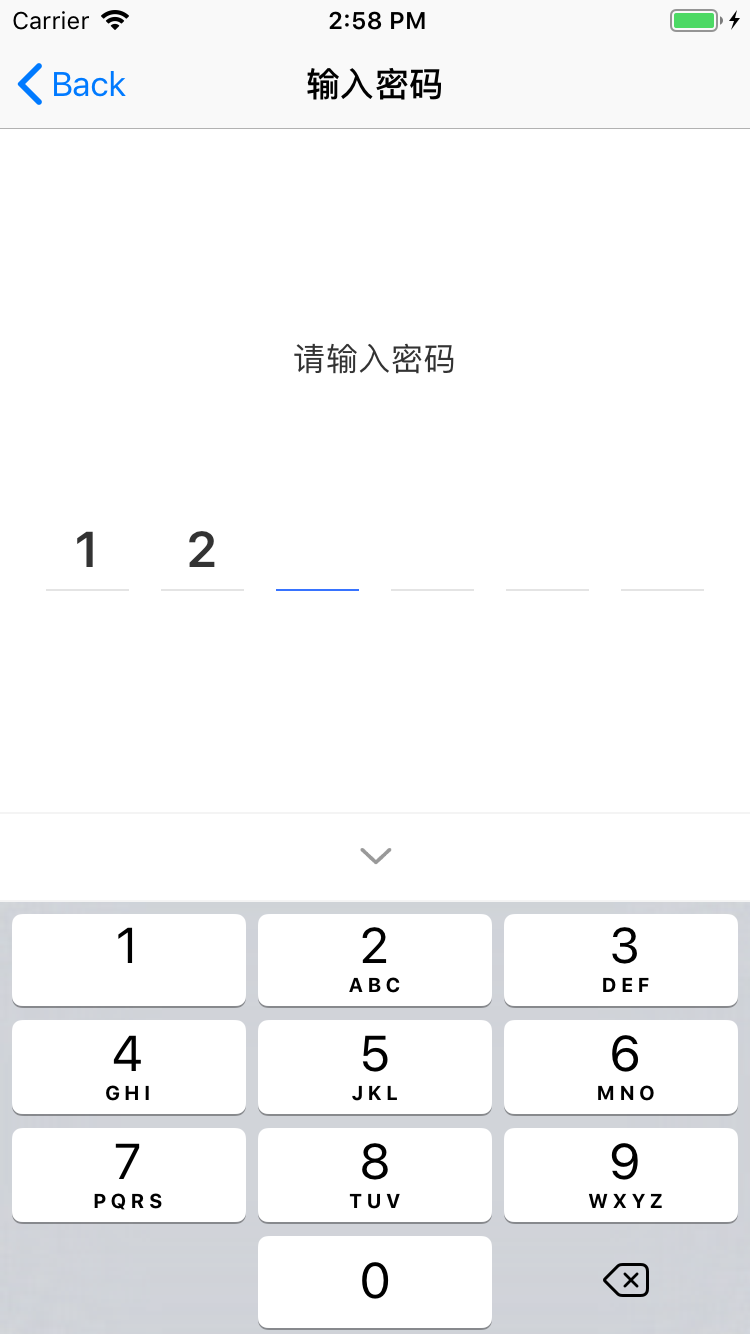 Carrier 2:58 PM
Back 输入密码
请输入密码
1 2
1 2 3
ABC DEF
4 5 6
GHI JKL MNO
7 8 9
PQRS TUV WXYZ
0